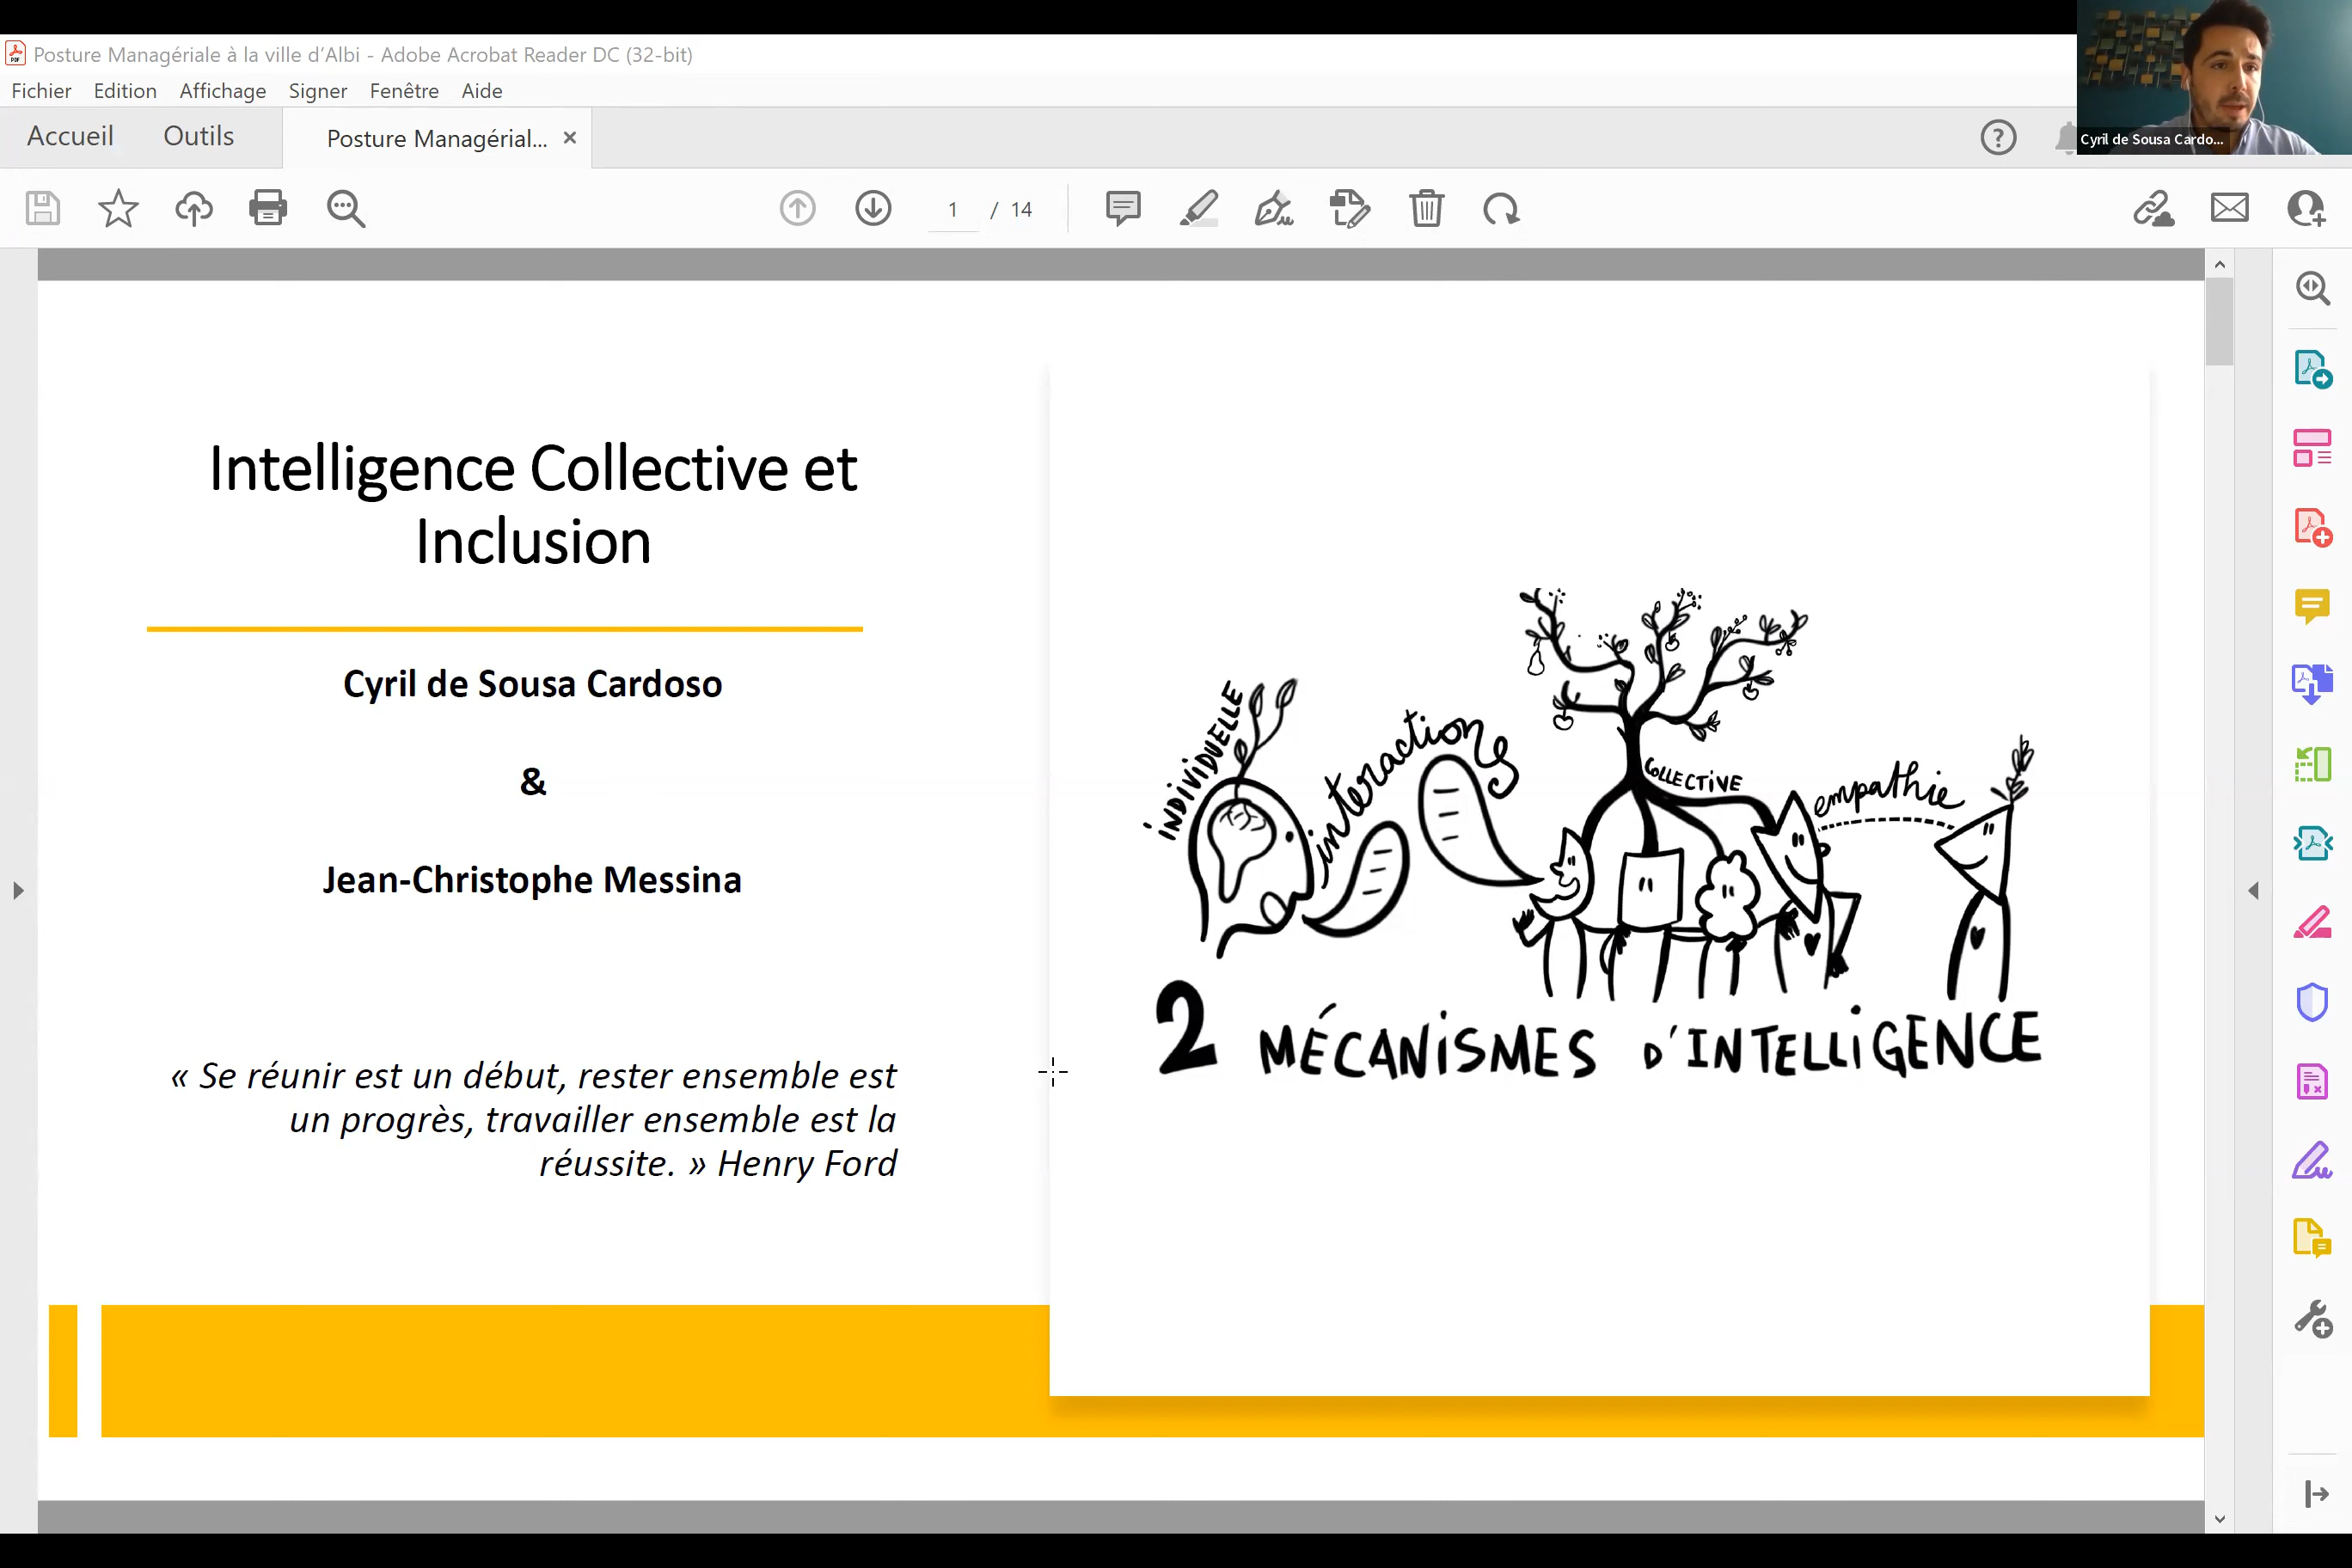 Posture Managériale à la ville d'Albi - Adobe Acrobat Reader DC (32-bit)
Fichier Edition Affichage Signer Fenêtre Aide
Accueil Outils Posture Managérial... ×
1 / 14
Cyril de Sousa Cardo...
Intelligence Collective et
Inclusion
Cyril de Sousa Cardoso
&
Jean-Christophe Messina
« Se réunir est un début, rester ensemble est
un progrès, travailler ensemble est la
réussite. » Henry Ford
iNDiViDUELLE
interactions
COLLECTiVE
empathie
2 MÉCANiSMES D'INTELLiGENCE